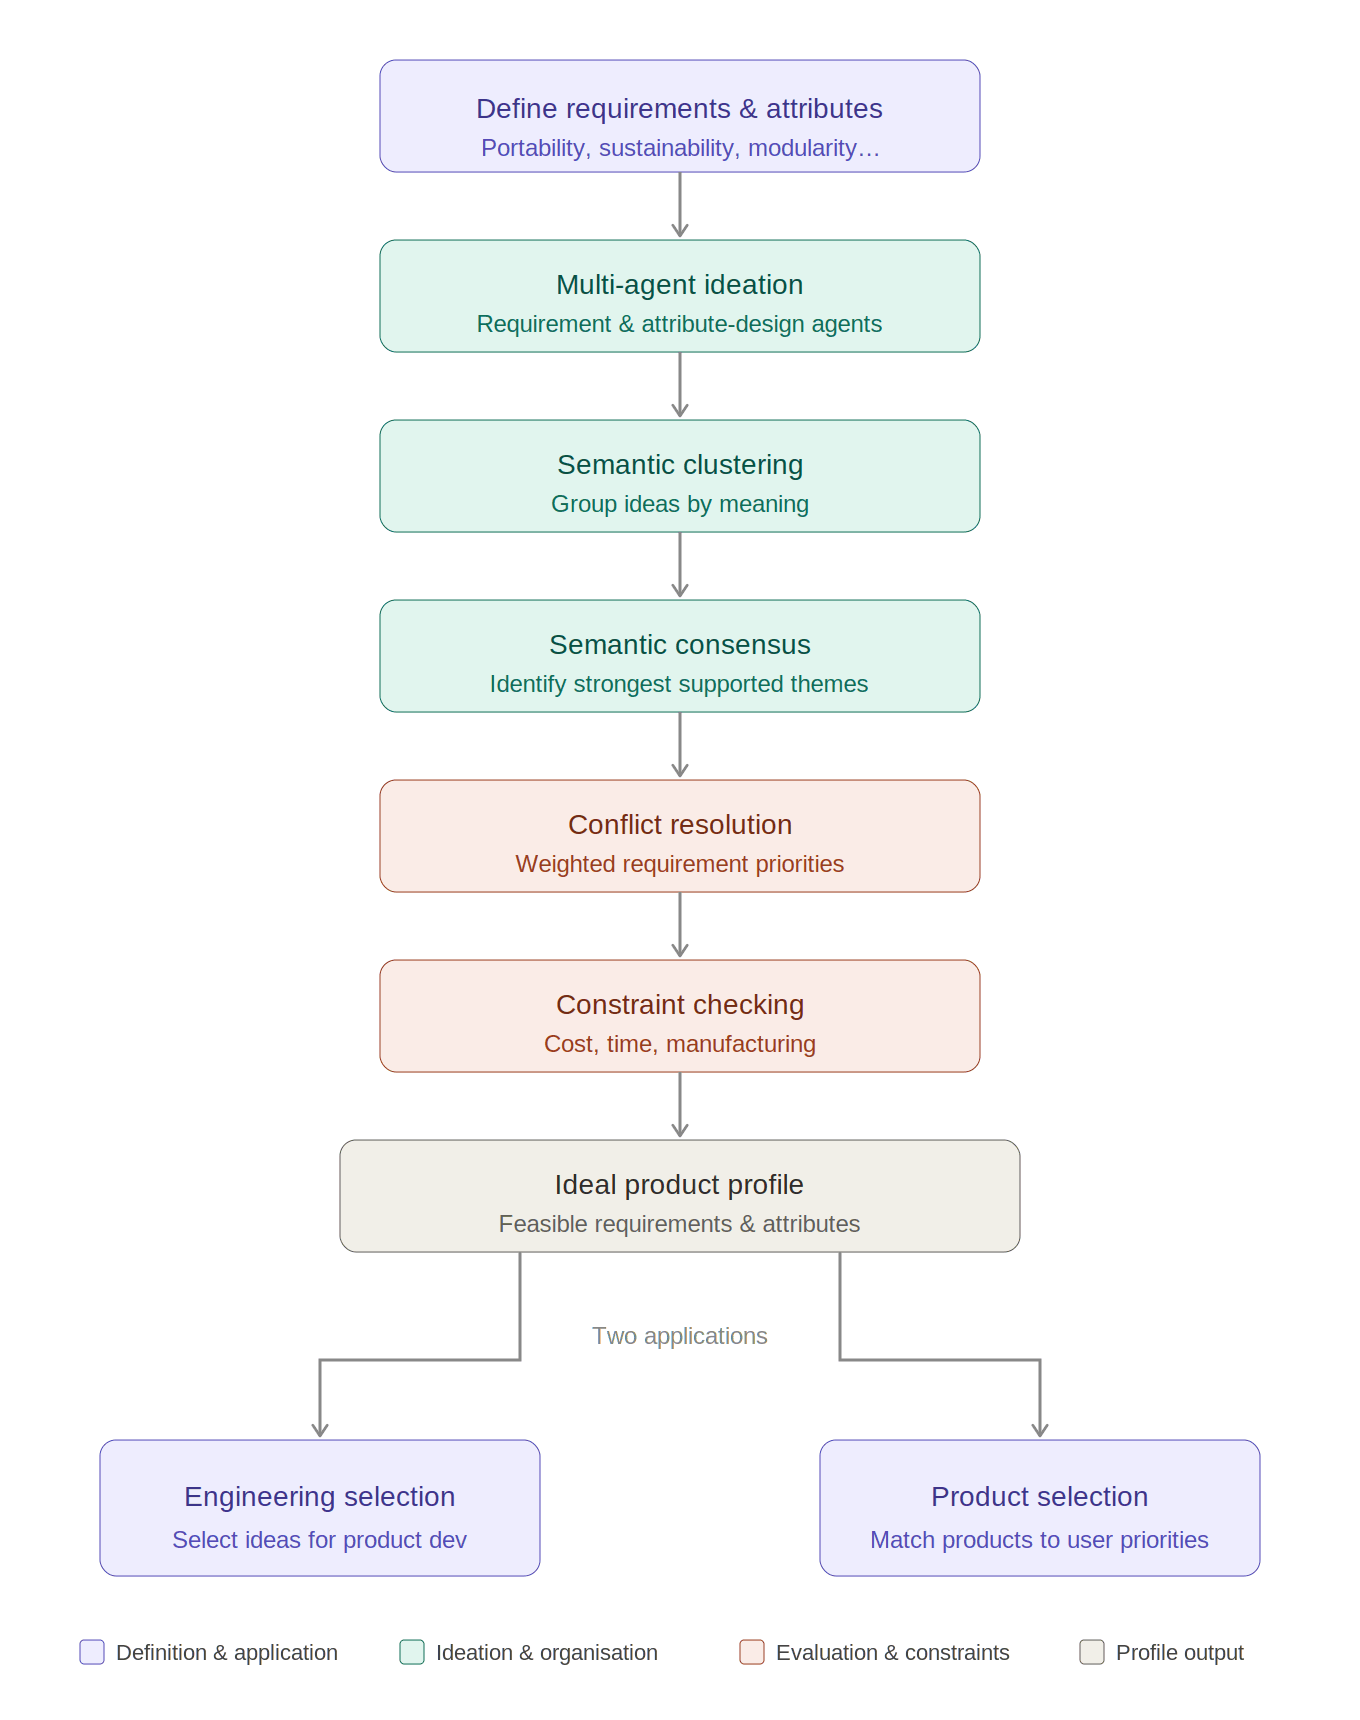 Define requirements & attributes
Portability, sustainability, modularity…
Multi-agent ideation
Requirement & attribute-design agents
Semantic clustering
Group ideas by meaning
Semantic consensus
Identify strongest supported themes
Conflict resolution
Weighted requirement priorities
Constraint checking
Cost, time, manufacturing
Ideal product profile
Feasible requirements & attributes
Two applications
Engineering selection
Select ideas for product dev
Product selection
Match products to user priorities
Definition & application
Ideation & organisation
Evaluation & constraints
Profile output